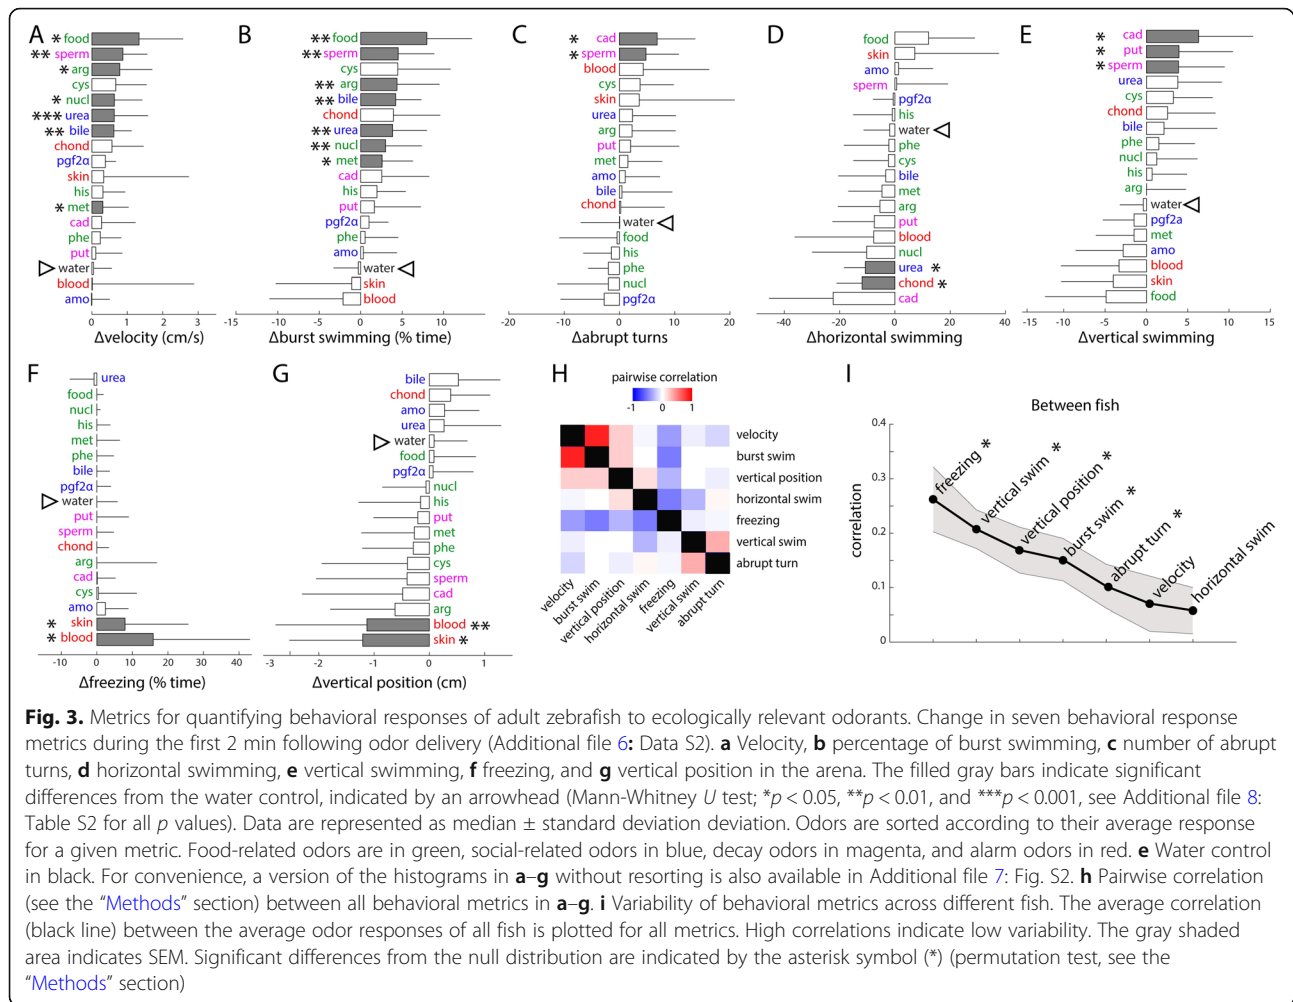 A
* food
** sperm
* arg
cys
* nucl
*** urea
** bile
chond
pgf2α
skin
his
* met
cad
phe
put
water
blood
amo
0 1 2 3
Δvelocity (cm/s)
B
** food
** sperm
cys
** arg
** bile
chond
** urea
** nucl
* met
cad
his
put
pgf2α
phe
amo
water
skin
blood
-15 -10 -5 0 5 10 15
Δburst swimming (% time)
C
* cad
* sperm
blood
cys
skin
urea
arg
put
met
amo
bile
chond
water
food
his
phe
nucl
pgf2α
-20 -10 0 10 20
Δabrupt turns
D
food
skin
amo
sperm
pgf2α
his
water
phe
cys
bile
met
arg
put
blood
nucl
urea *
chond *
cad
-40 -20 0 20 40
Δhorizontal swimming
E
* cad
* put
* sperm
urea
cys
chond
bile
phe
nucl
his
arg
water
pgf2a
met
amo
blood
skin
food
-15 -10 -5 0 5 10 15
Δvertical swimming
F
urea
food
nucl
his
met
phe
bile
pgf2α
water
put
sperm
chond
arg
cad
cys
amo
* skin
* blood
-10 0 10 20 30 40
Δfreezing (% time)
G
bile
chond
amo
urea
water
food
pgf2α
nucl
his
put
met
phe
cys
sperm
cad
arg
blood **
skin *
-3 -2 -1 0 1
Δvertical position (cm)
H
pairwise correlation
-1 0 1
velocity
burst swim
vertical position
horizontal swim
freezing
vertical swim
abrupt turn
velocity
burst swim
vertical position
horizontal swim
freezing
vertical swim
abrupt turn
I
Between fish
0.4
0.3
0.2
0.1
0
correlation
freezing *
vertical swim *
vertical position *
burst swim *
abrupt turn *
velocity
horizontal swim
Fig. 3. Metrics for quantifying behavioral responses of adult zebrafish to ecologically relevant odorants. Change in seven behavioral response
metrics during the first 2 min following odor delivery (Additional file 6: Data S2). a Velocity, b percentage of burst swimming, c number of abrupt
turns, d horizontal swimming, e vertical swimming, f freezing, and g vertical position in the arena. The filled gray bars indicate significant
differences from the water control, indicated by an arrowhead (Mann-Whitney U test; *p < 0.05, **p < 0.01, and ***p < 0.001, see Additional file 8:
Table S2 for all p values). Data are represented as median ± standard deviation deviation. Odors are sorted according to their average response
for a given metric. Food-related odors are in green, social-related odors in blue, decay odors in magenta, and alarm odors in red. e Water control
in black. For convenience, a version of the histograms in a–g without resorting is also available in Additional file 7: Fig. S2. h Pairwise correlation
(see the “Methods” section) between all behavioral metrics in a–g. i Variability of behavioral metrics across different fish. The average correlation
(black line) between the average odor responses of all fish is plotted for all metrics. High correlations indicate low variability. The gray shaded
area indicates SEM. Significant differences from the null distribution are indicated by the asterisk symbol (*) (permutation test, see the
“Methods” section)